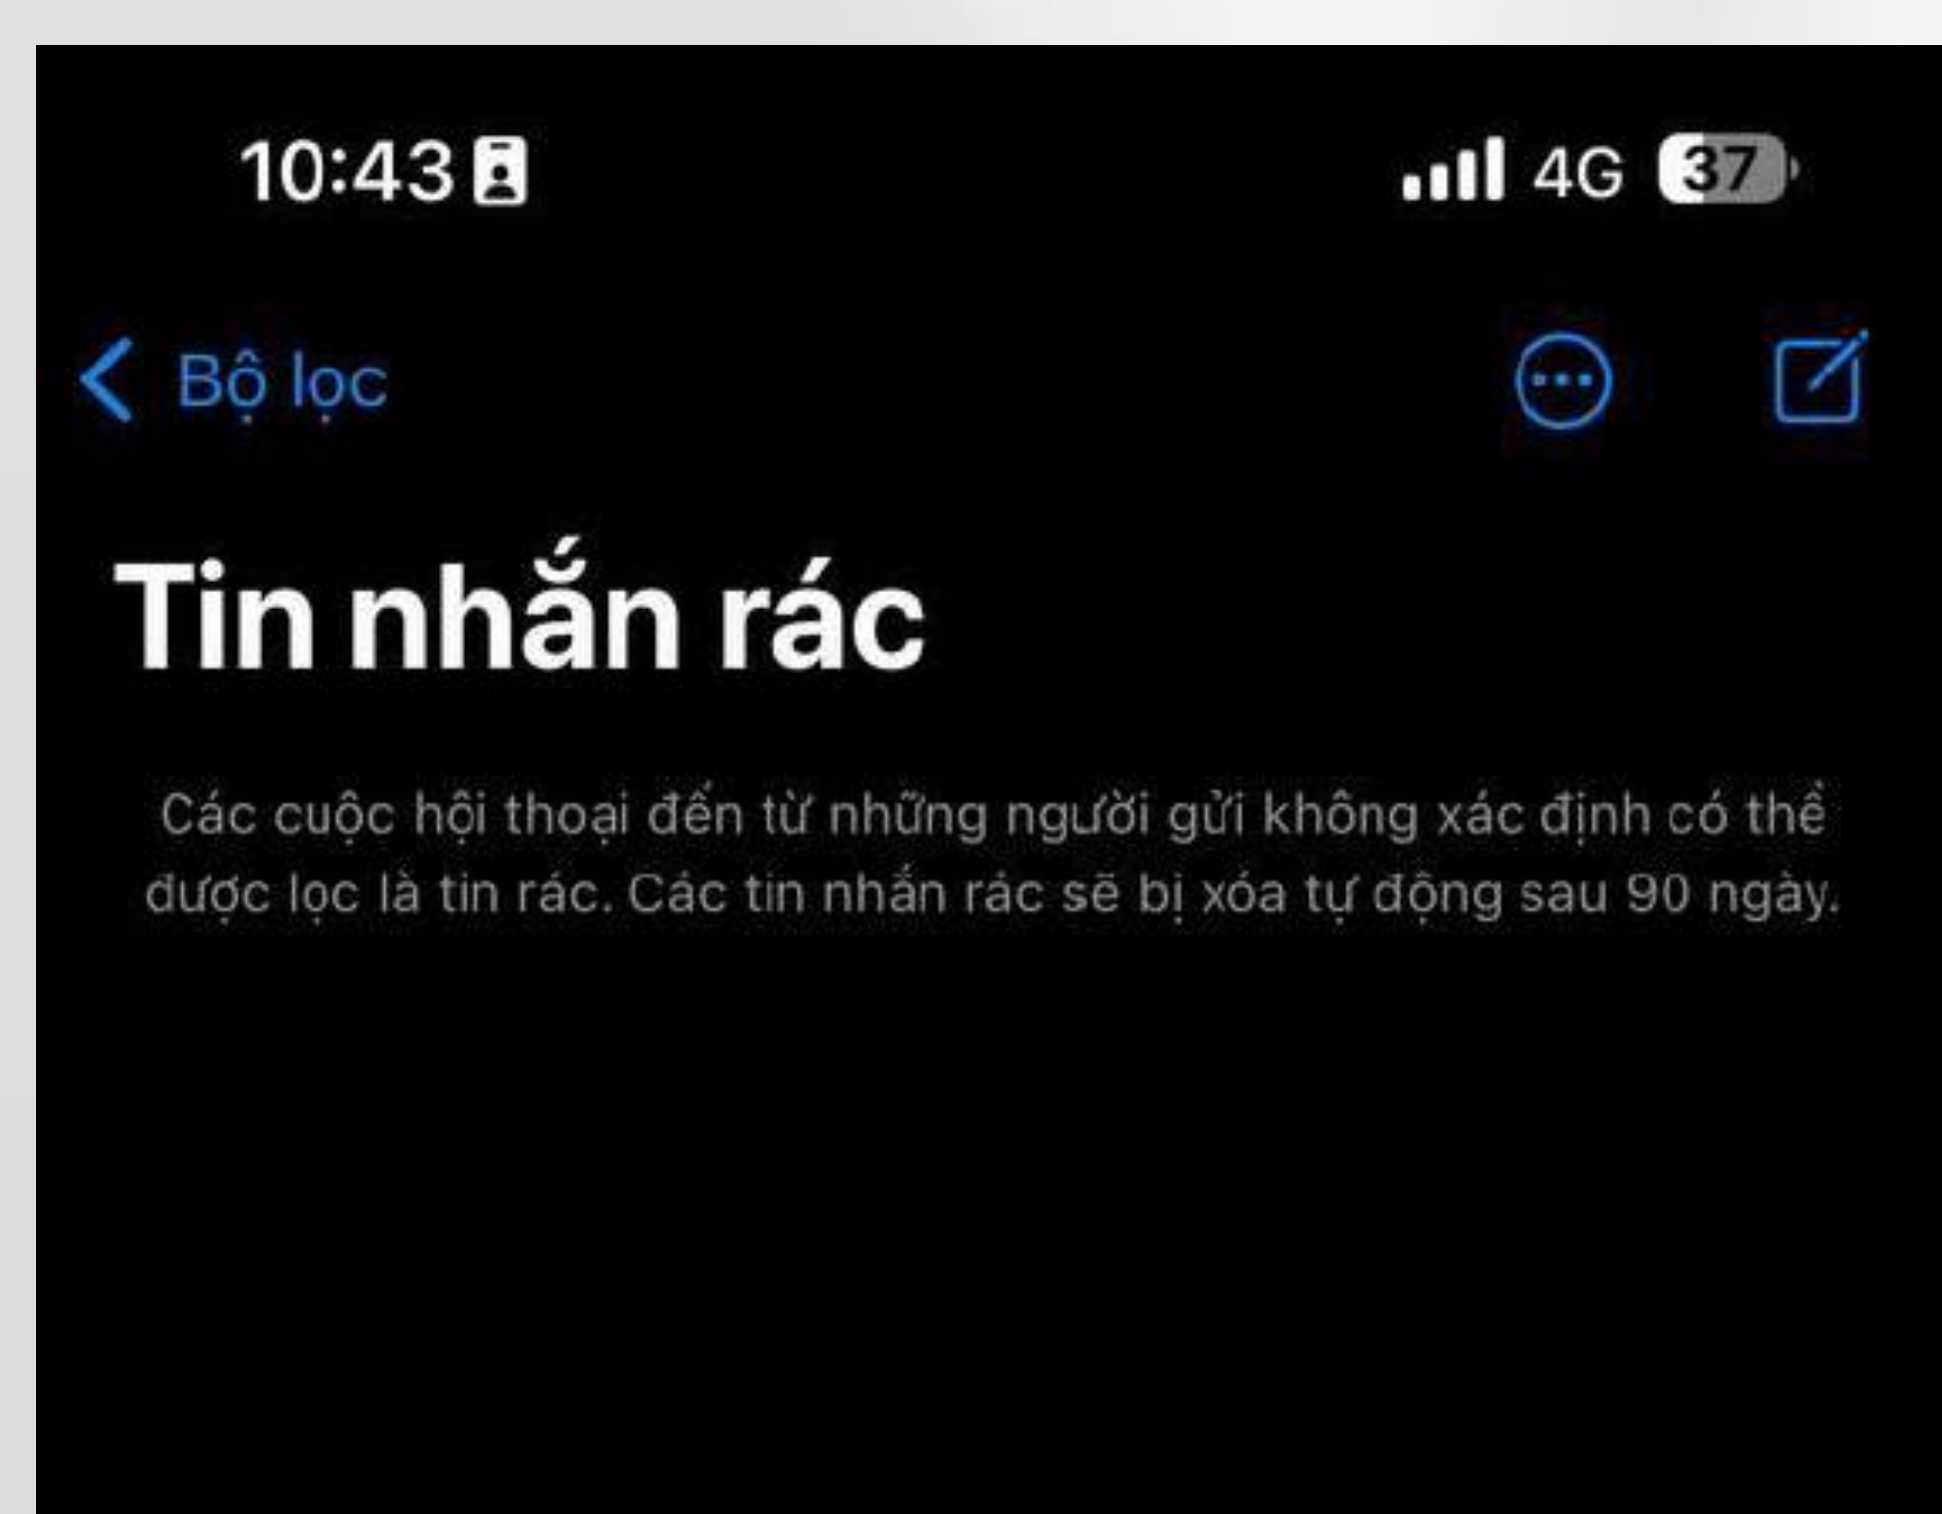 10:43 4G 37
Bộ lọc
Tin nhắn rác
Các cuộc hội thoại đến từ những người gửi không xác định có thể
được lọc là tin rác. Các tin nhắn rác sẽ bị xóa tự động sau 90 ngày.